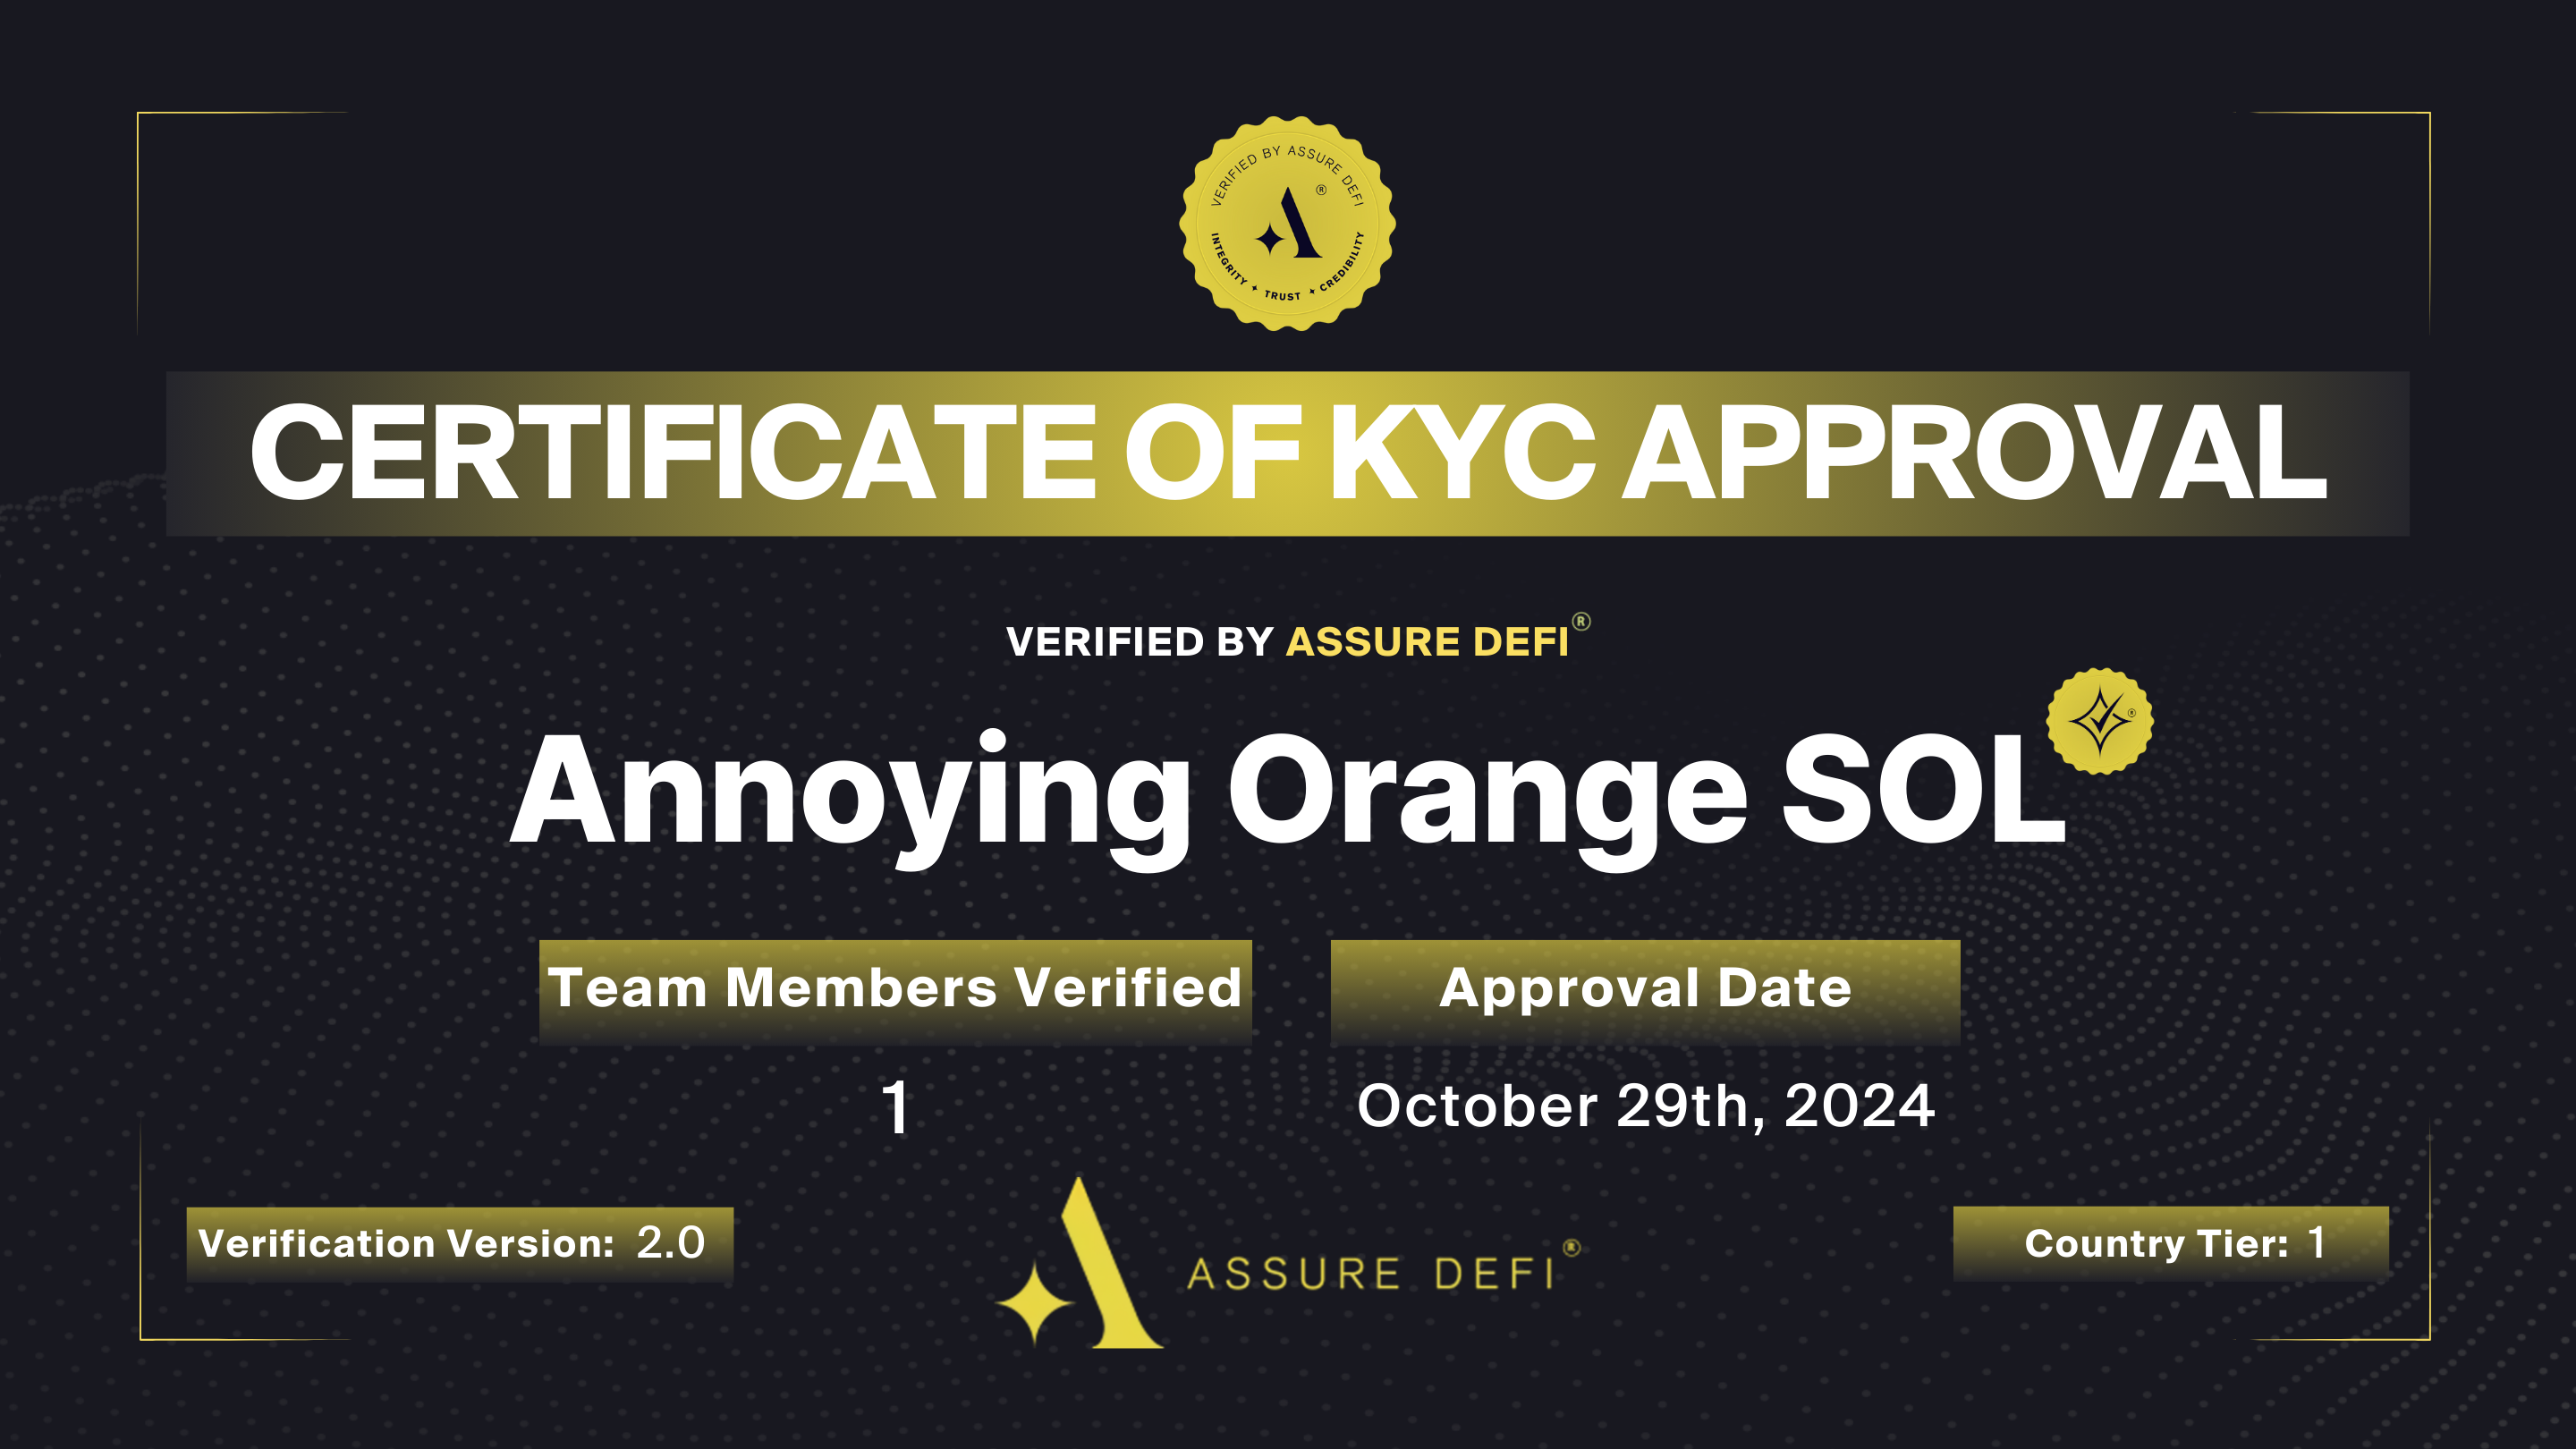 VERIFIED BY ASSURE DEFI
®
INTEGRITY ✦ TRUST ✦ CREDIBILITY
CERTIFICATE OF KYC APPROVAL
VERIFIED BY ASSURE DEFI®
Annoying Orange SOL
®
Team Members Verified
Approval Date
1
October 29th, 2024
Verification Version: 2.0
ASSURE DEFI®
Country Tier: 1